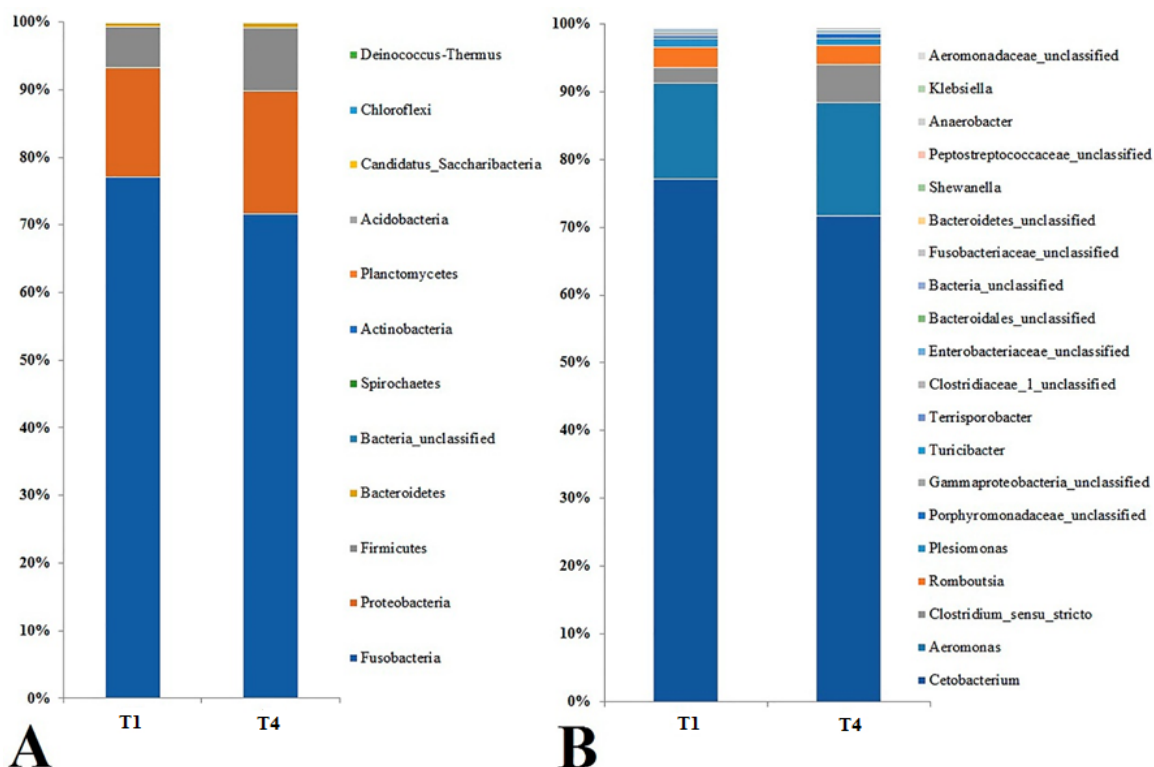 100%
90%
80%
70%
60%
50%
40%
30%
20%
10%
0%
T1
T4
Deinococcus-Thermus
Chloroflexi
Candidatus_Saccharibacteria
Acidobacteria
Planctomycetes
Actinobacteria
Spirochaetes
Bacteria_unclassified
Bacteroidetes
Firmicutes
Proteobacteria
Fusobacteria
A
100%
90%
80%
70%
60%
50%
40%
30%
20%
10%
0%
T1
T4
Aeromonadaceae_unclassified
Klebsiella
Anaerobacter
Peptostreptococcaceae_unclassified
Shewanella
Bacteroidetes_unclassified
Fusobacteriaceae_unclassified
Bacteria_unclassified
Bacteroidales_unclassified
Enterobacteriaceae_unclassified
Clostridiaceae_1_unclassified
Terrisporobacter
Turicibacter
Gammaproteobacteria_unclassified
Porphyromonadaceae_unclassified
Plesiomonas
Romboutsia
Clostridium_sensu_stricto
Aeromonas
Cetobacterium
B